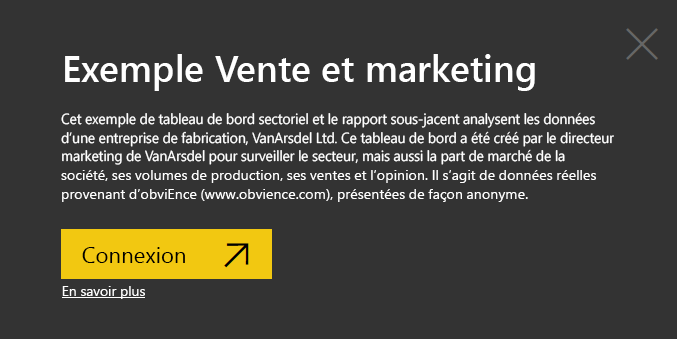 Exemple Vente et marketing
Cet exemple de tableau de bord sectoriel et le rapport sous-jacent analysent les données
d'une entreprise de fabrication, VanArsdel Ltd. Ce tableau de bord a été créé par le directeur
marketing de VanArsdel pour surveiller le secteur, mais aussi la part de marché de la
société, ses volumes de production, ses ventes et l'opinion. Il s'agit de données réelles
provenant d'obviEnce (www.obvience.com), présentées de façon anonyme.
Connexion
En savoir plus